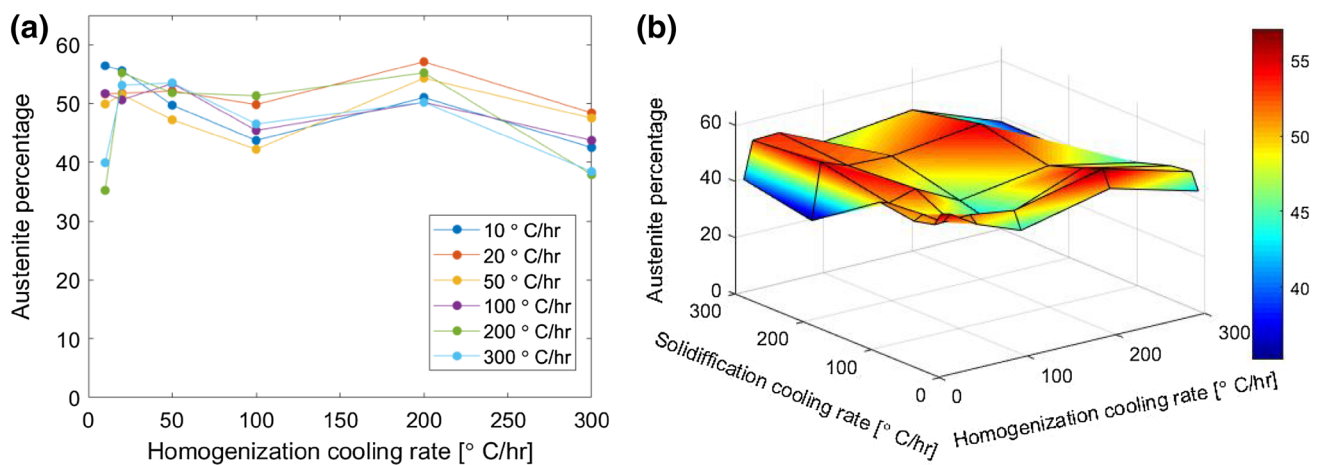 (a)
Austenite percentage
60
50
40
30
20
10
0
0 50 100 150 200 250 300
Homogenization cooling rate [° C/hr]
10 ° C/hr
20 ° C/hr
50 ° C/hr
100 ° C/hr
200 ° C/hr
300 ° C/hr
(b)
Austenite percentage
60
40
20
0
300
200
100
0
Solidiffication cooling rate [° C/hr]
0
100
200
300
Homogenization cooling rate [° C/hr]
55
50
45
40